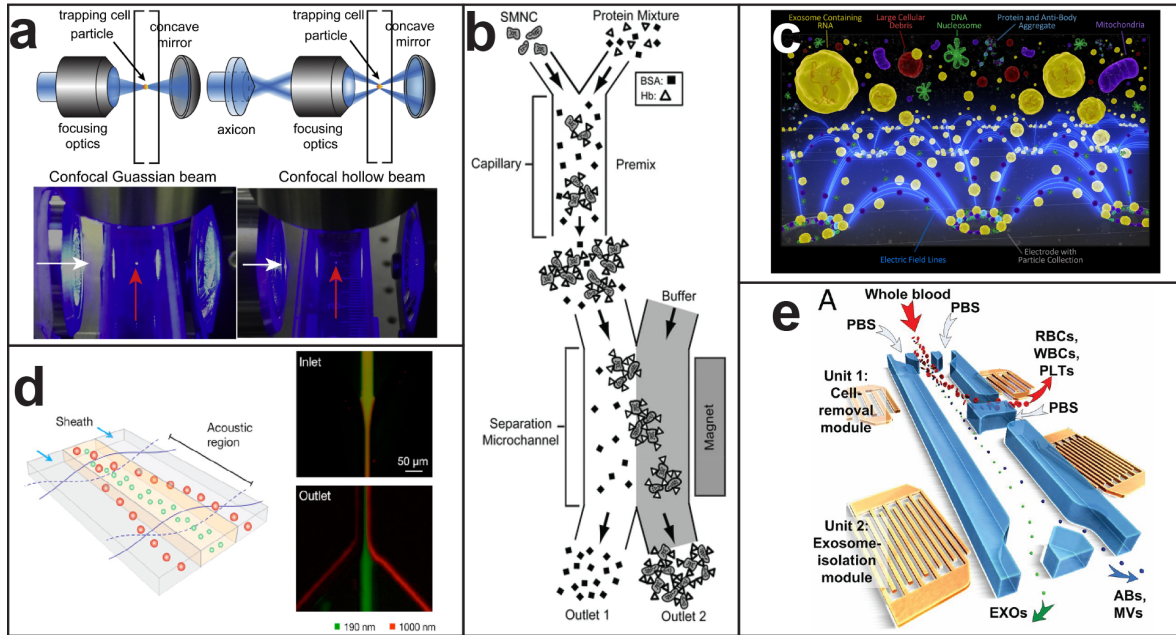 a
trapping cell
particle
concave
mirror
focusing
optics
axicon
trapping cell
particle
concave
mirror
focusing
optics
Confocal Guassian beam
Confocal hollow beam
b
SMNC
Protein Mixture
BSA:
Hb:
Capillary
Premix
Buffer
Separation
Microchannel
Magnet
Outlet 1
Outlet 2
c
Exosome Containing
RNA
Large Cellular
Debris
DNA
Nucleosome
Protein and Anti-Body
Aggregate
Mitochondria
Electric Field Lines
Electrode with
Particle Collection
d
Sheath
Acoustic
region
Inlet
50 µm
Outlet
190 nm
1000 nm
e
A
Whole blood
PBS
PBS
RBCs,
WBCs,
PLTs
Unit 1:
Cell-
removal
module
PBS
Unit 2:
Exosome-
isolation
module
EXOs
ABs,
MVs